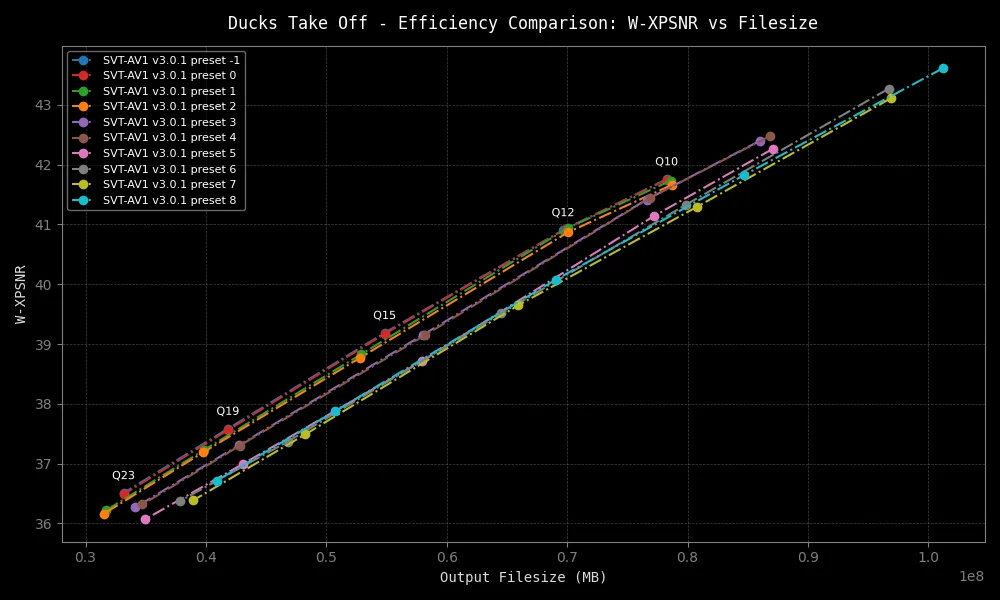 Ducks Take Off - Efficiency Comparison: W-XPSNR vs Filesize
SVT-AV1 v3.0.1 preset -1
SVT-AV1 v3.0.1 preset 0
SVT-AV1 v3.0.1 preset 1
SVT-AV1 v3.0.1 preset 2
SVT-AV1 v3.0.1 preset 3
SVT-AV1 v3.0.1 preset 4
SVT-AV1 v3.0.1 preset 5
SVT-AV1 v3.0.1 preset 6
SVT-AV1 v3.0.1 preset 7
SVT-AV1 v3.0.1 preset 8
43
42
41
40
39
38
37
36
W-XPSNR
Q10
Q12
Q15
Q19
Q23
0.3 0.4 0.5 0.6 0.7 0.8 0.9 1.0
1e8
Output Filesize (MB)